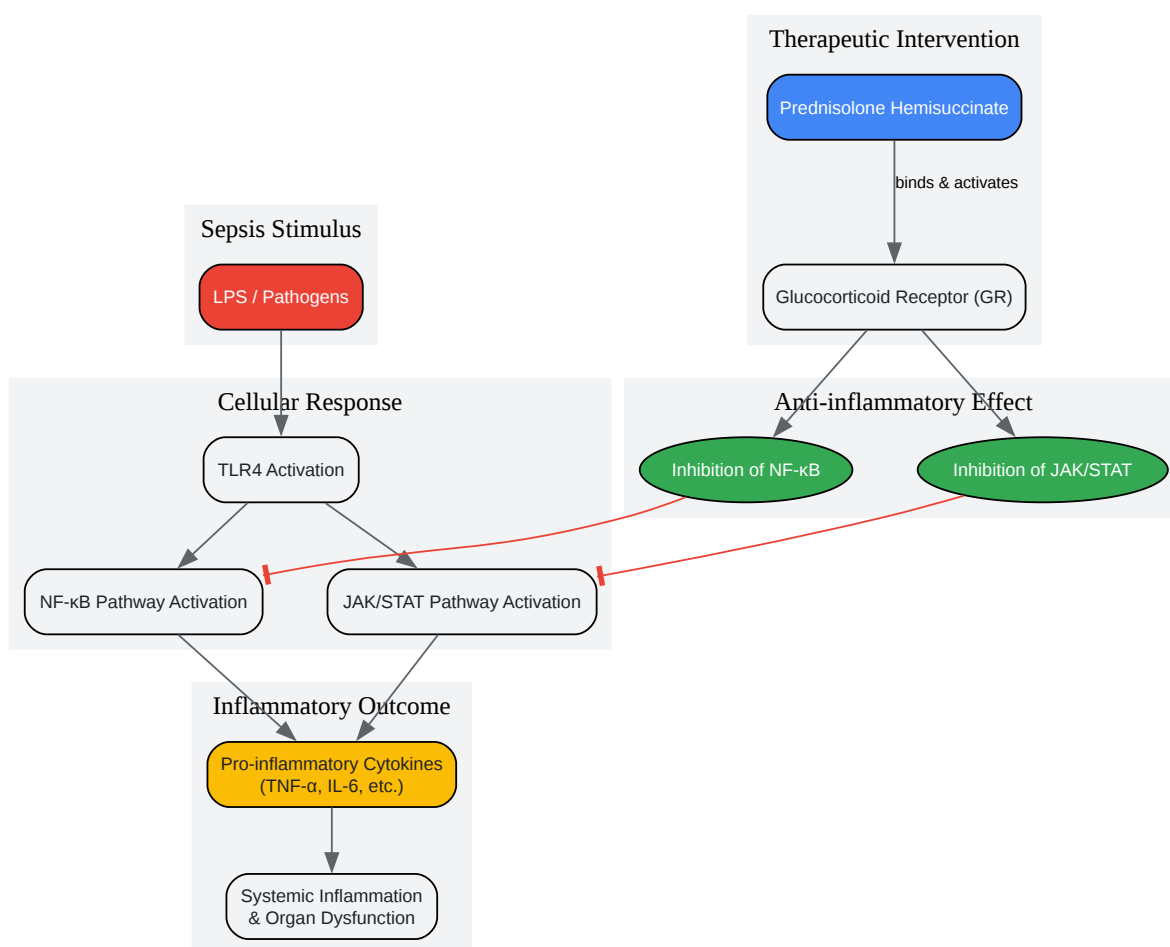 Therapeutic Intervention
Prednisolone Hemisuccinate
binds & activates
Sepsis Stimulus
LPS / Pathogens
Glucocorticoid Receptor (GR)
Cellular Response
Anti-inflammatory Effect
TLR4 Activation
Inhibition of NF-κB
Inhibition of JAK/STAT
NF-κB Pathway Activation
JAK/STAT Pathway Activation
Inflammatory Outcome
Pro-inflammatory Cytokines
(TNF-α, IL-6, etc.)
Systemic Inflammation
& Organ Dysfunction